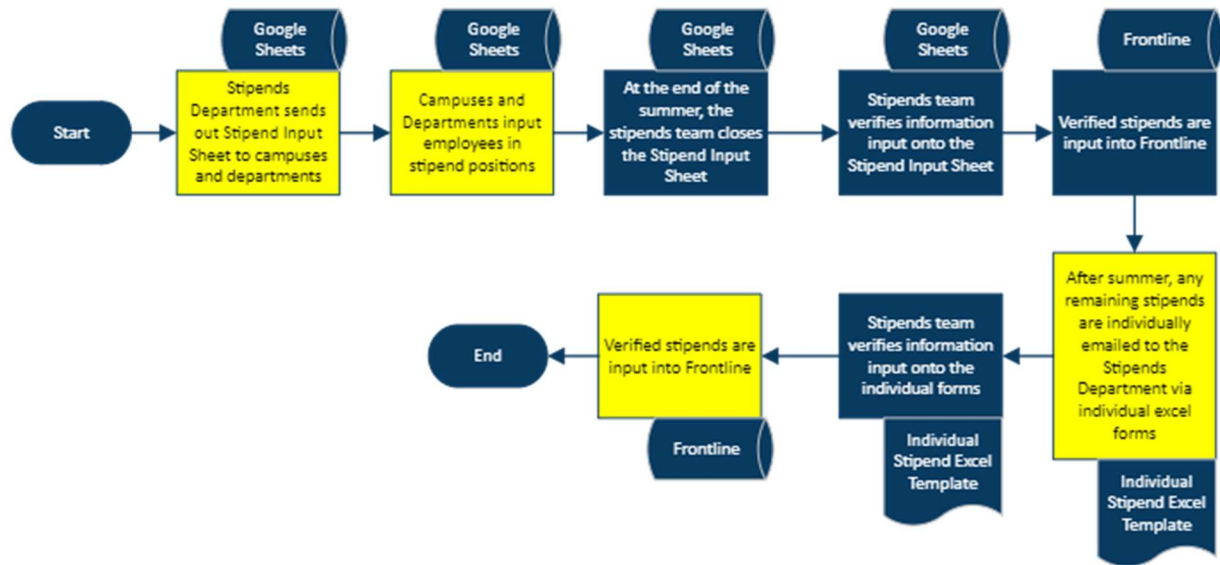 Google
Sheets
Google
Sheets
Google
Sheets
Google
Sheets
Frontline
Start
Stipends
Department sends
out Stipend Input
Sheet to campuses
and departments
Campuses and
Departments input
employees in
stipend positions
At the end of the
summer, the
stipends team closes
the Stipend Input
Sheet
Stipends team
verifies information
input onto the
Stipend Input Sheet
Verified stipends are
input into Frontline
After summer, any
remaining stipends
are individually
emailed to the
Stipends
Department via
individual excel
forms
Individual
Stipend Excel
Template
Stipends team
verifies information
input onto the
individual forms
Individual
Stipend Excel
Template
Verified stipends are
input into Frontline
Frontline
End